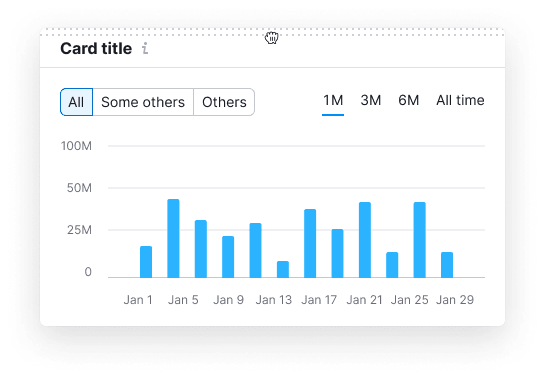 Card title i
All Some others Others 1M 3M 6M All time
100M
50M
25M
0
Jan 1 Jan 5 Jan 9 Jan 13 Jan 17 Jan 21 Jan 25 Jan 29